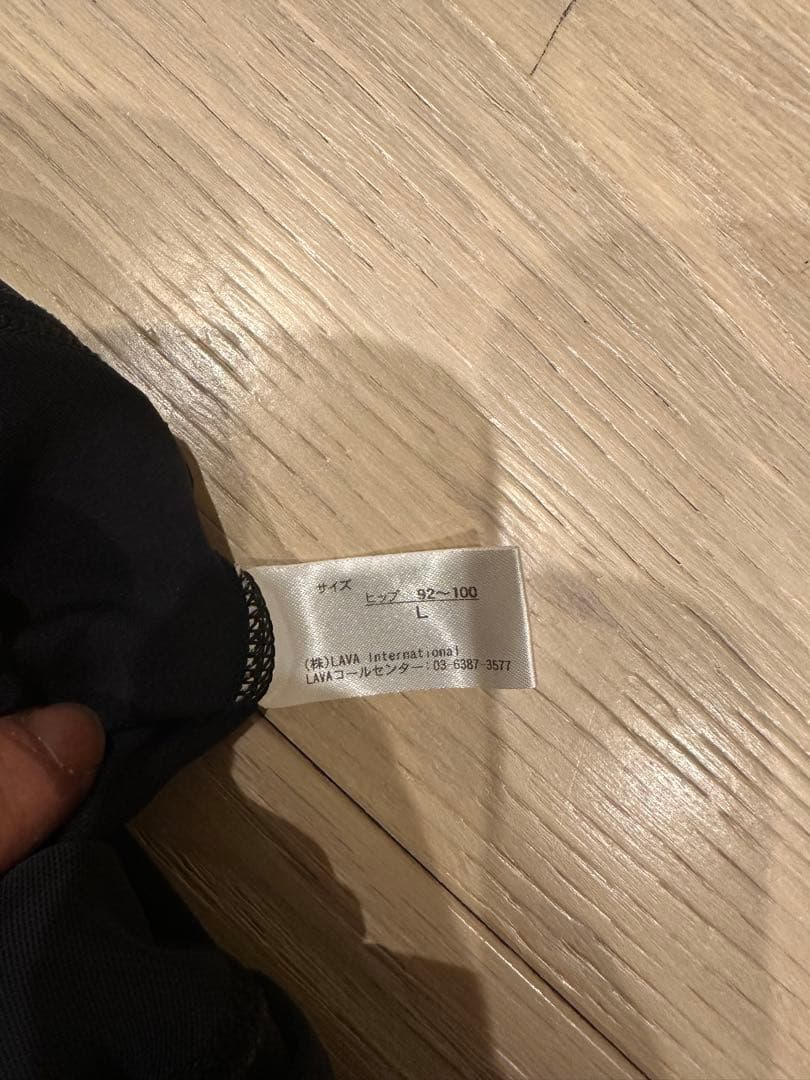 サイズ
ヒップ 92〜100
L
(株)LAVA International
LAVAコールセンター:03-6387-3577